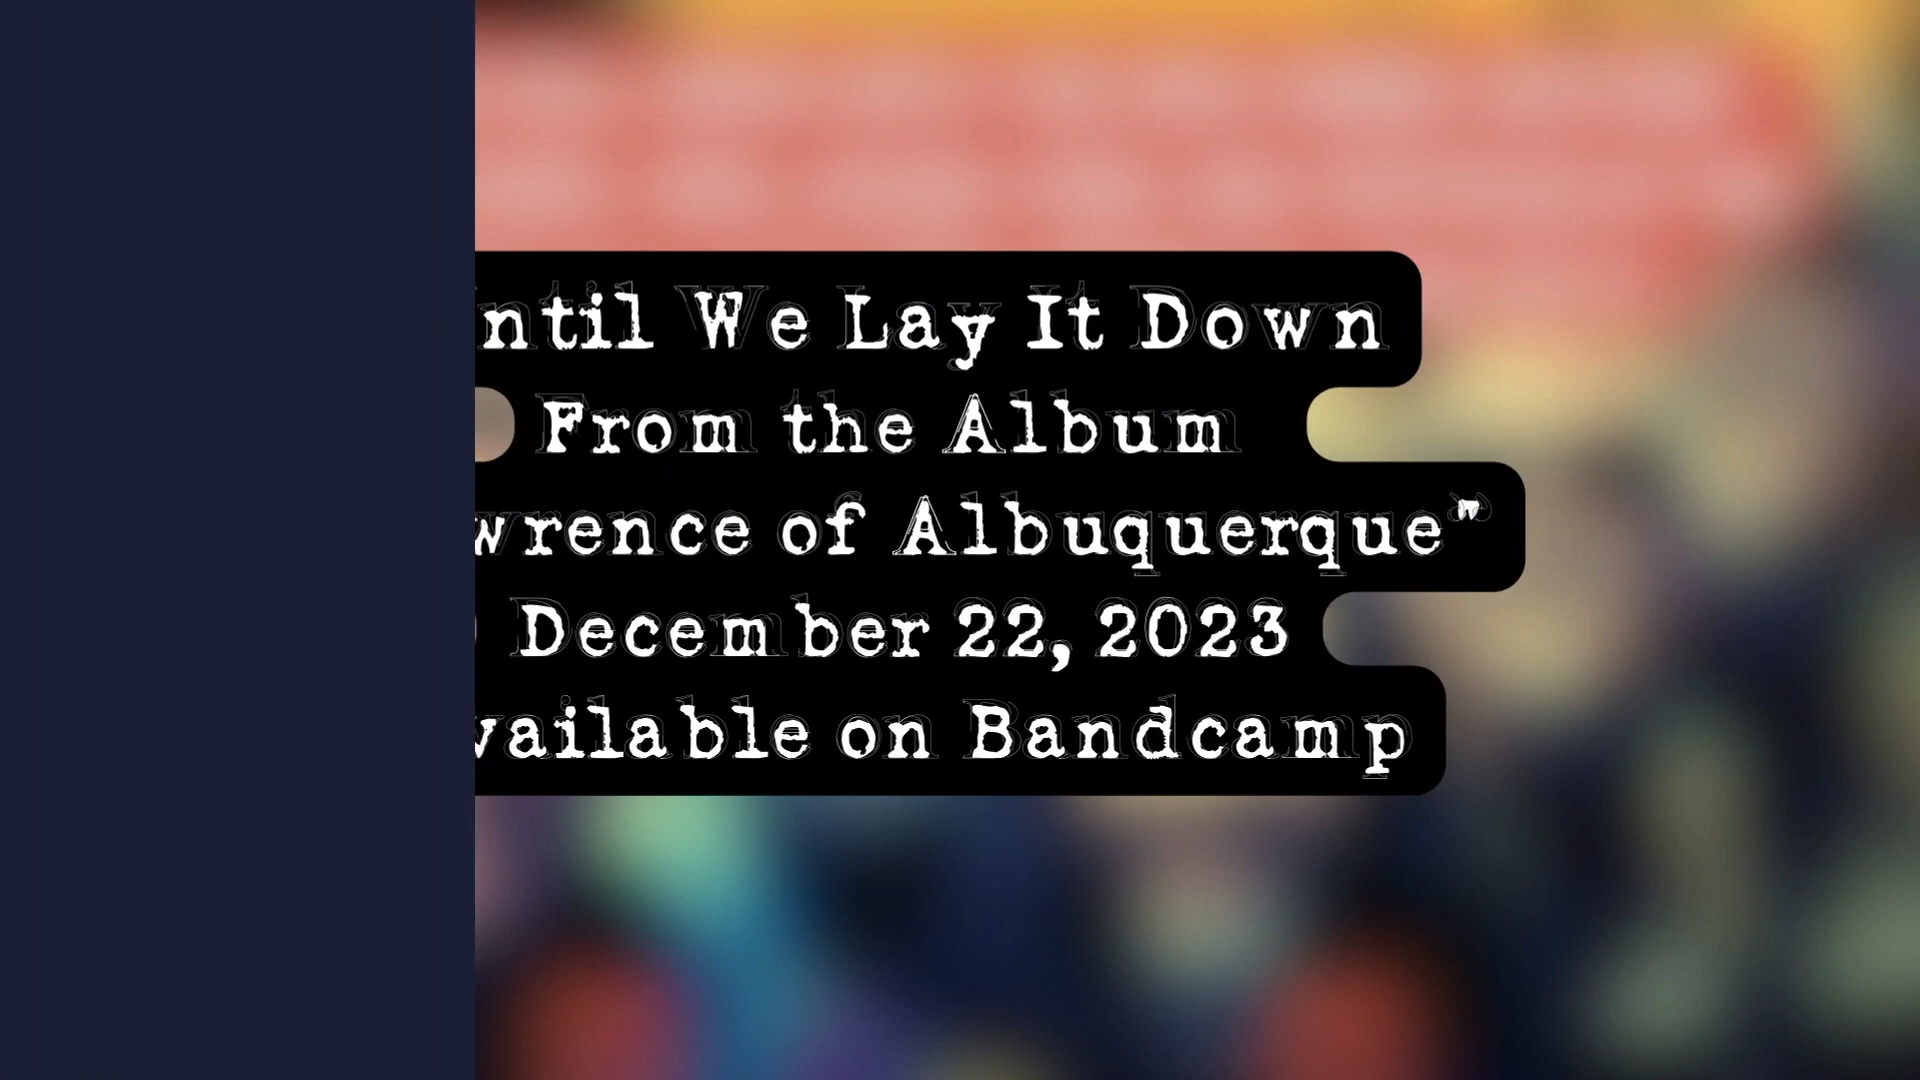 ntil We Lay It Down
From the Album
wrence of Albuquerque”
December 22, 2023
vailable on Bandcamp